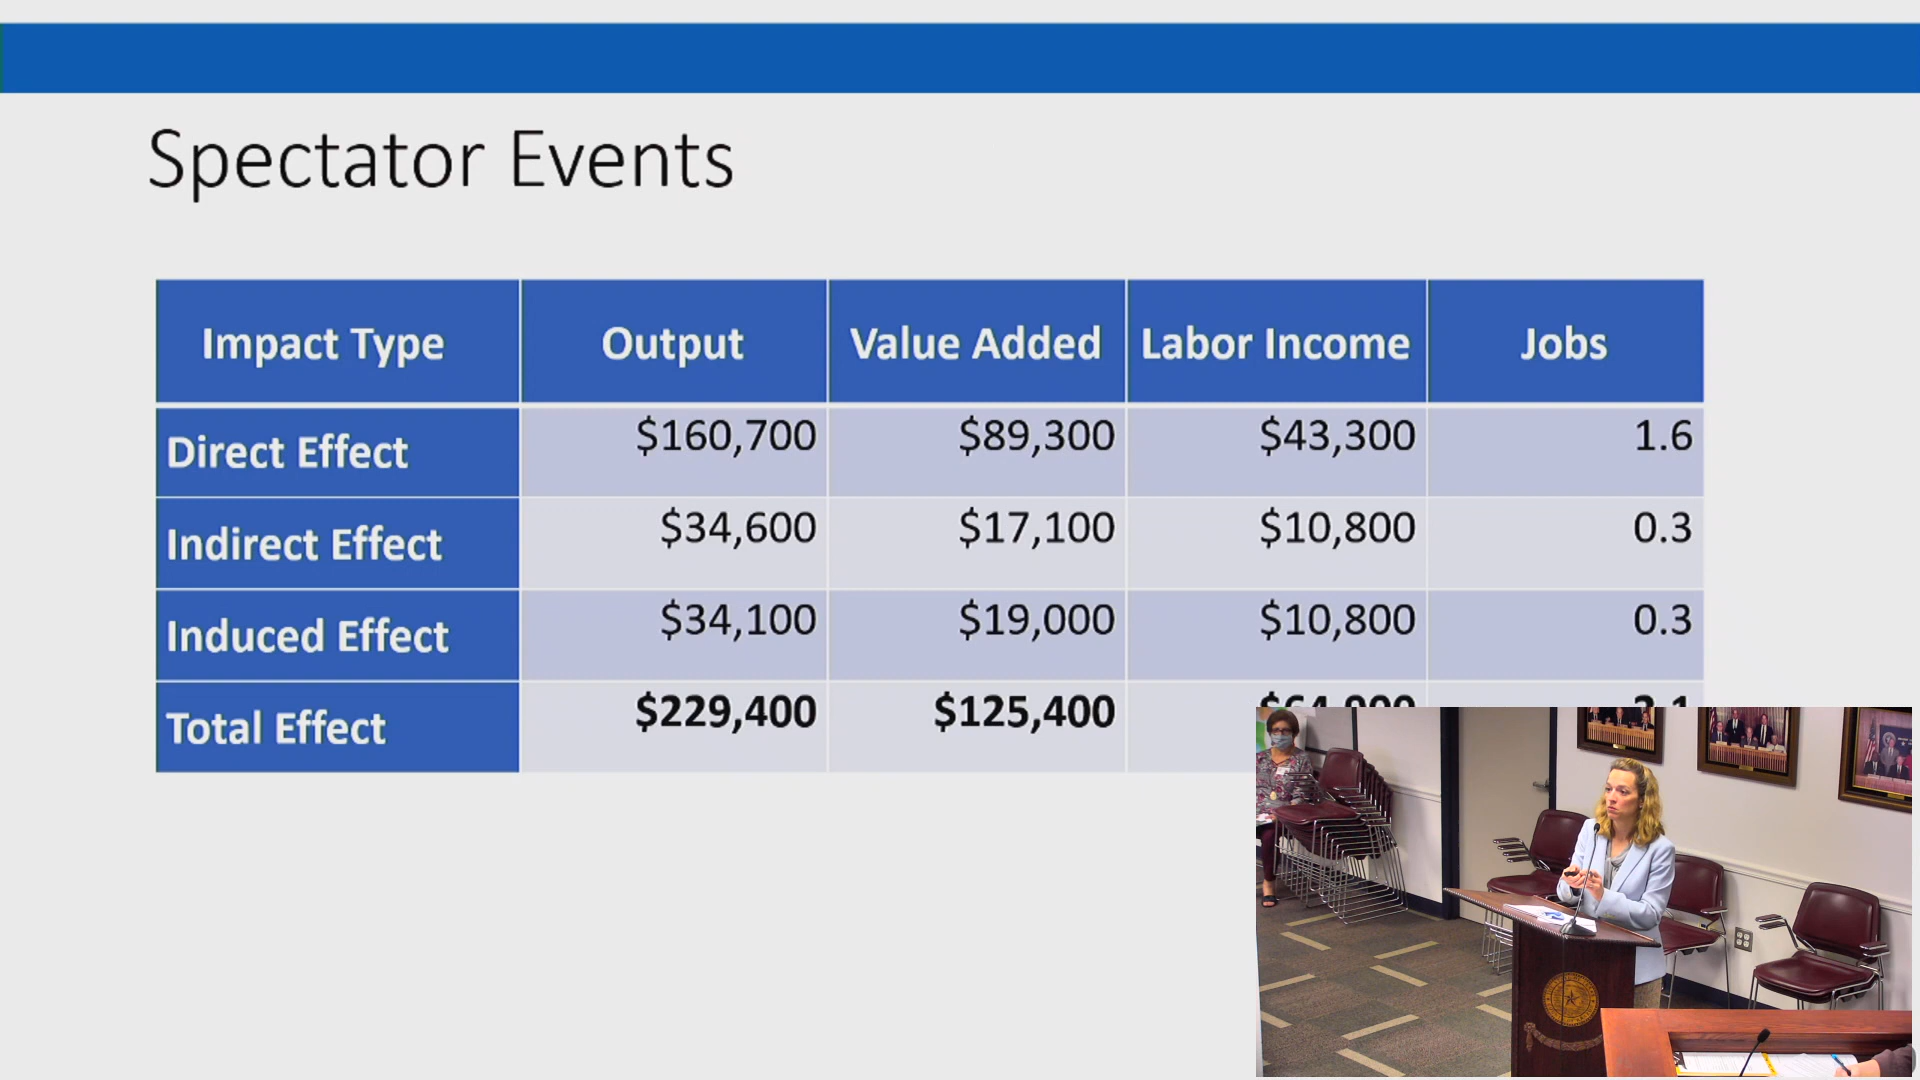 Spectator Events
Impact Type Output Value Added Labor Income Jobs
Direct Effect $160,700 $89,300 $43,300 1.6
Indirect Effect $34,600 $17,100 $10,800 0.3
Induced Effect $34,100 $19,000 $10,800 0.3
Total Effect $229,400 $125,400